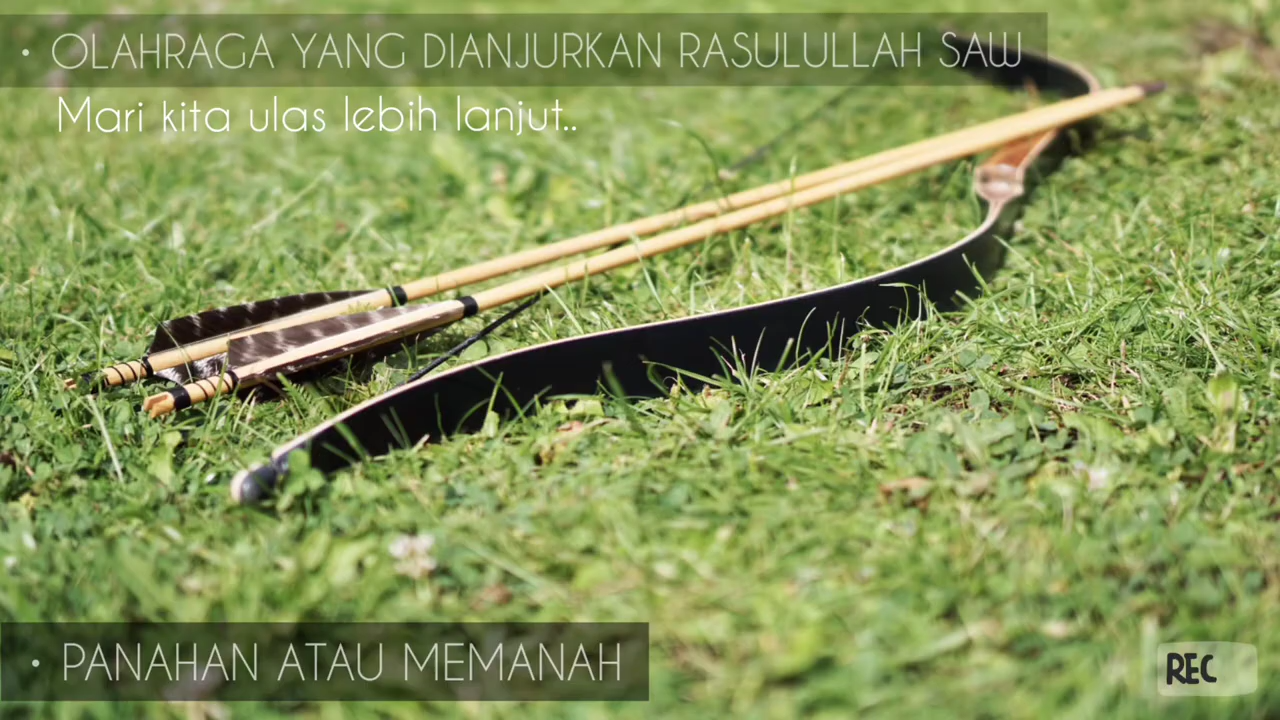 • OLAHRAGA YANG DIANJURKAN RASULULLAH SAW
Mari kita ulas lebih lanjut..
• PANAHAN ATAU MEMANAH
REC